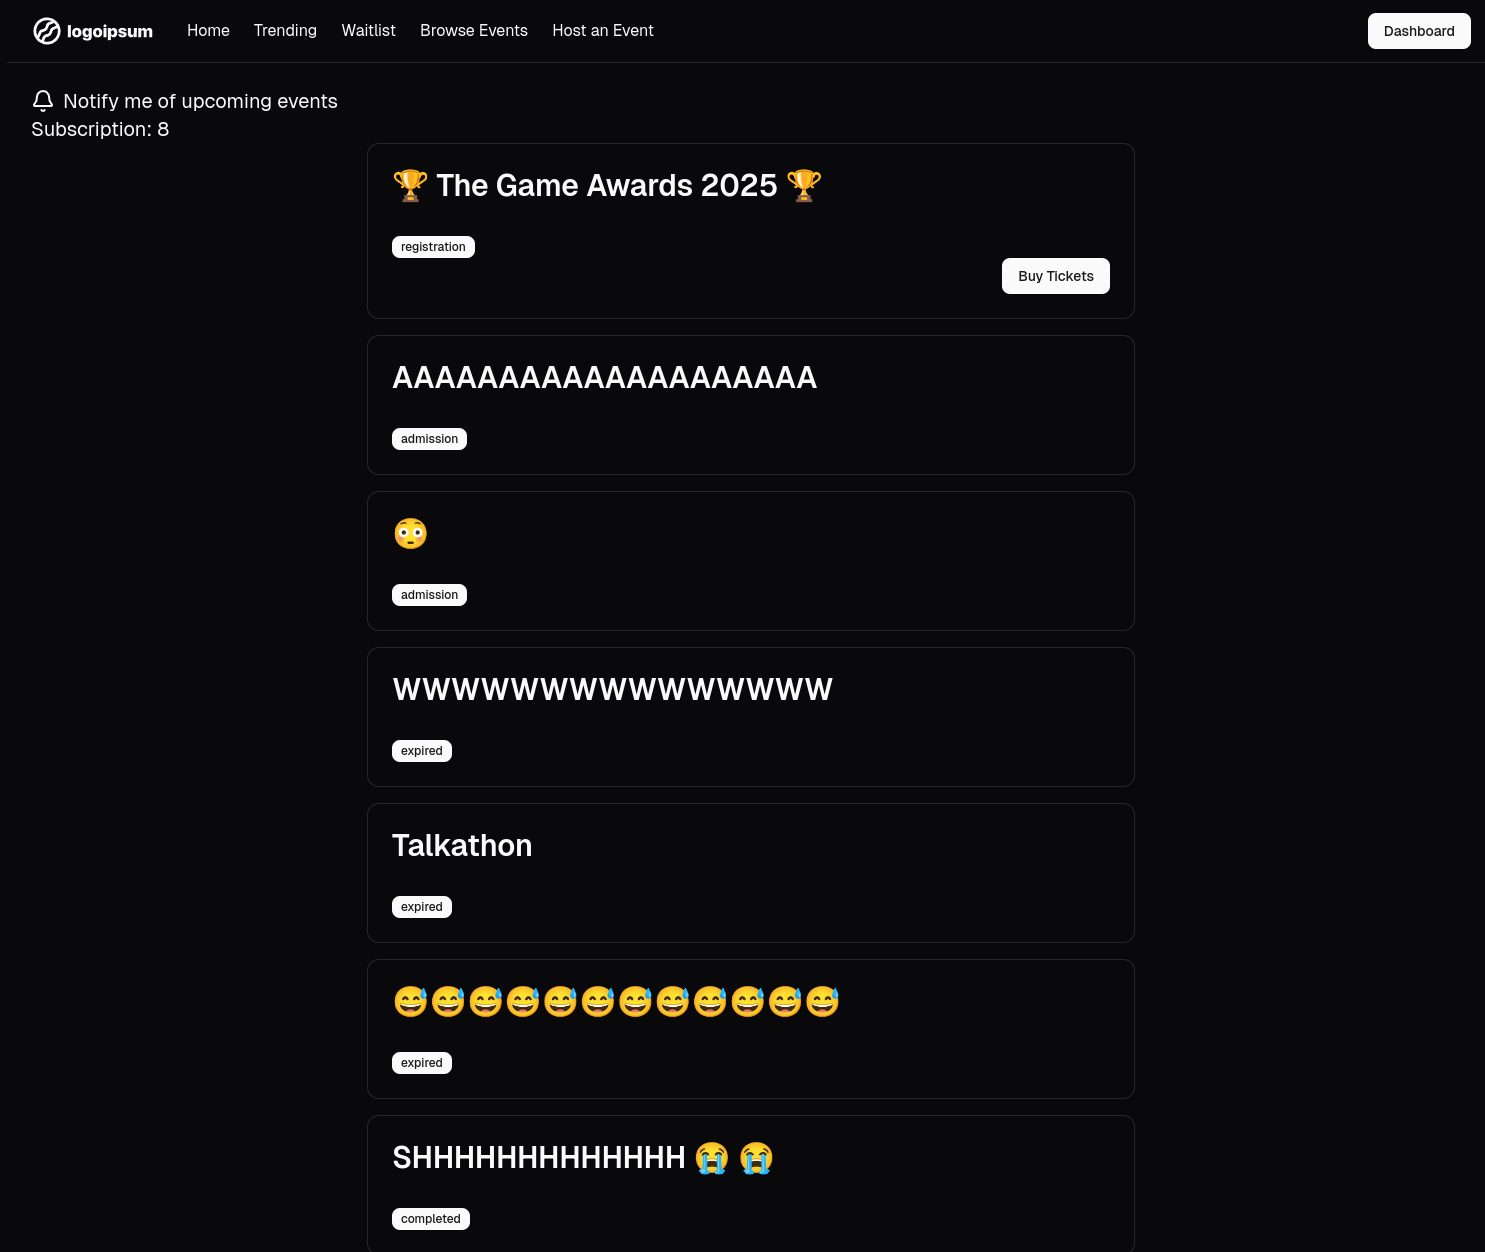 logoipsum Home Trending Waitlist Browse Events Host an Event Dashboard
Notify me of upcoming events
Subscription: 8
🏆 The Game Awards 2025 🏆
registration
Buy Tickets
AAAAAAAAAAAAAAAAAAAA
admission
😳
admission
WWWWWWWWWWWWWWW
expired
Talkathon
expired
😅😅😅😅😅😅😅😅😅😅😅😅
expired
SHHHHHHHHHHHHH 😭 😭
completed